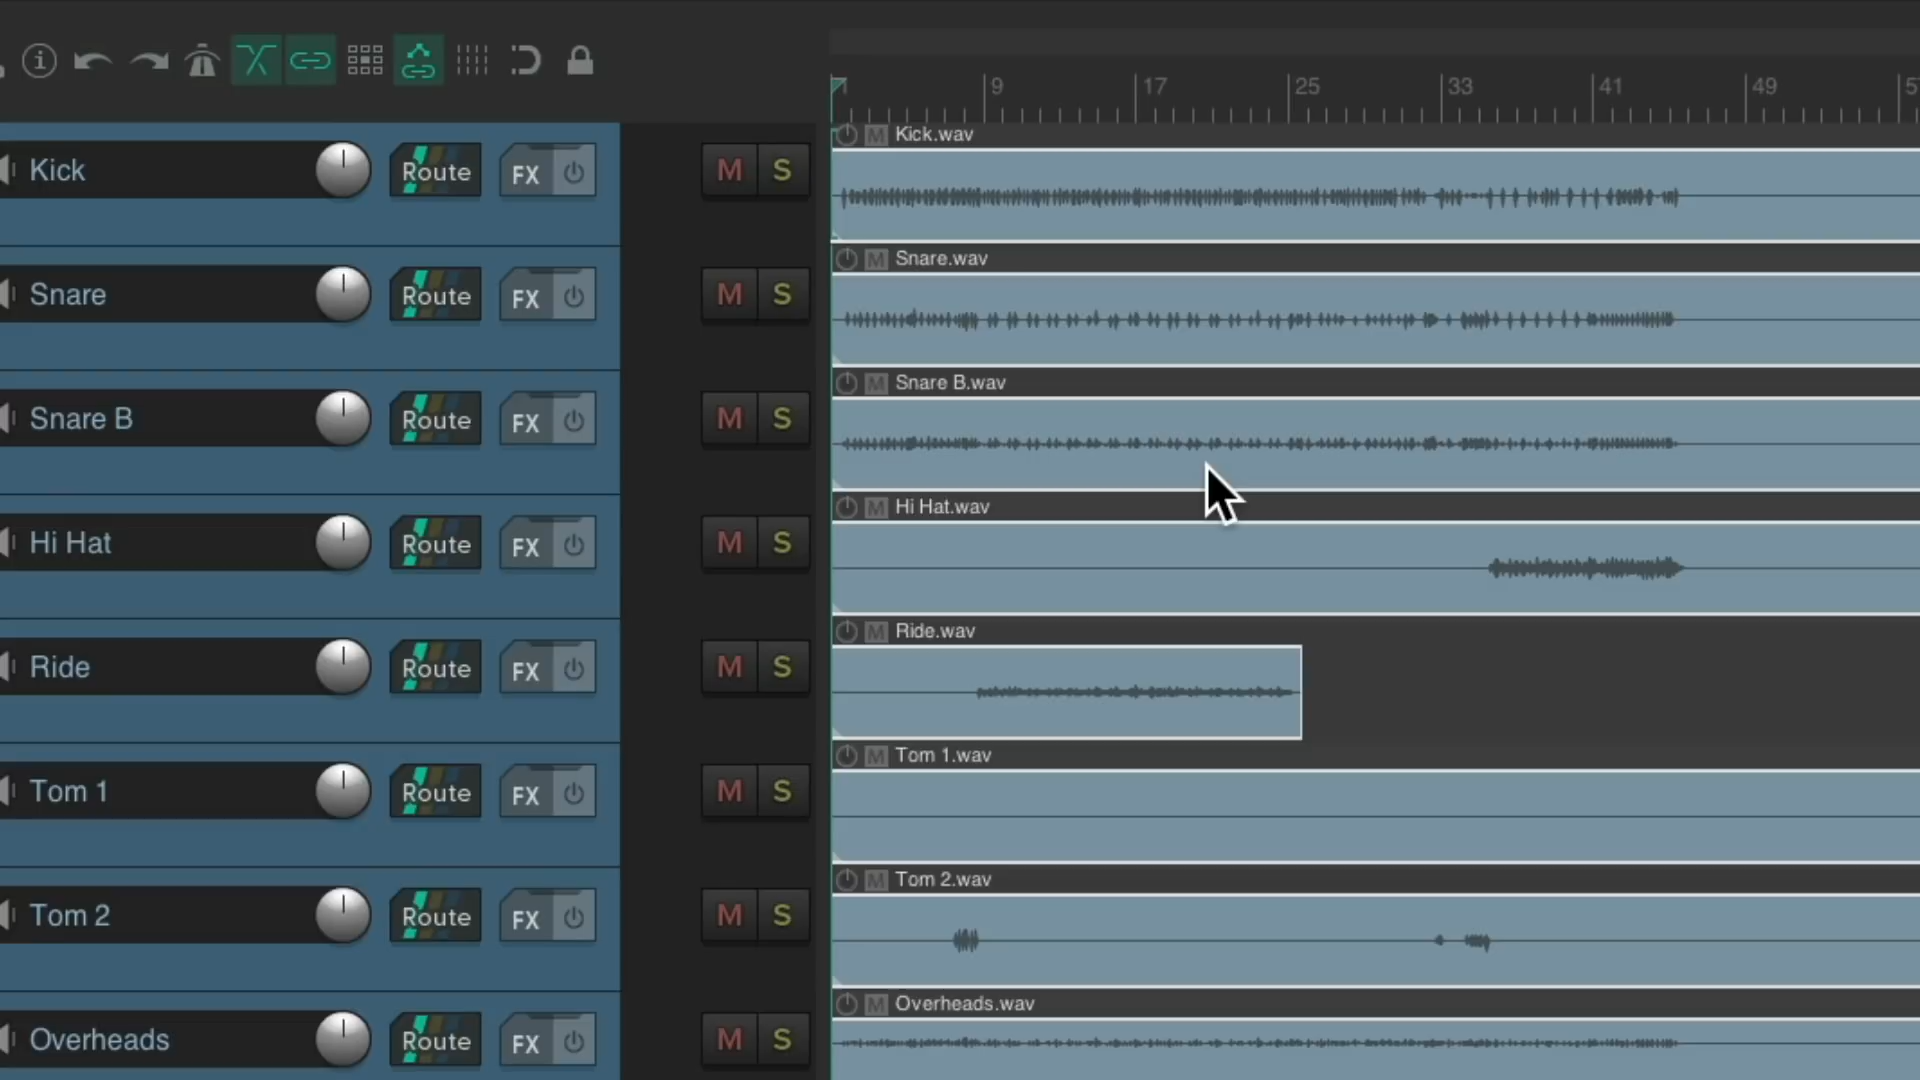 9 17 25 33 41 49 57
Kick Route FX M S M Kick.wav
Snare Route FX M S M Snare.wav
Snare B Route FX M S M Snare B.wav
Hi Hat Route FX M S M Hi Hat.wav
Ride Route FX M S M Ride.wav
Tom 1 Route FX M S M Tom 1.wav
Tom 2 Route FX M S M Tom 2.wav
Overheads Route FX M S M Overheads.wav